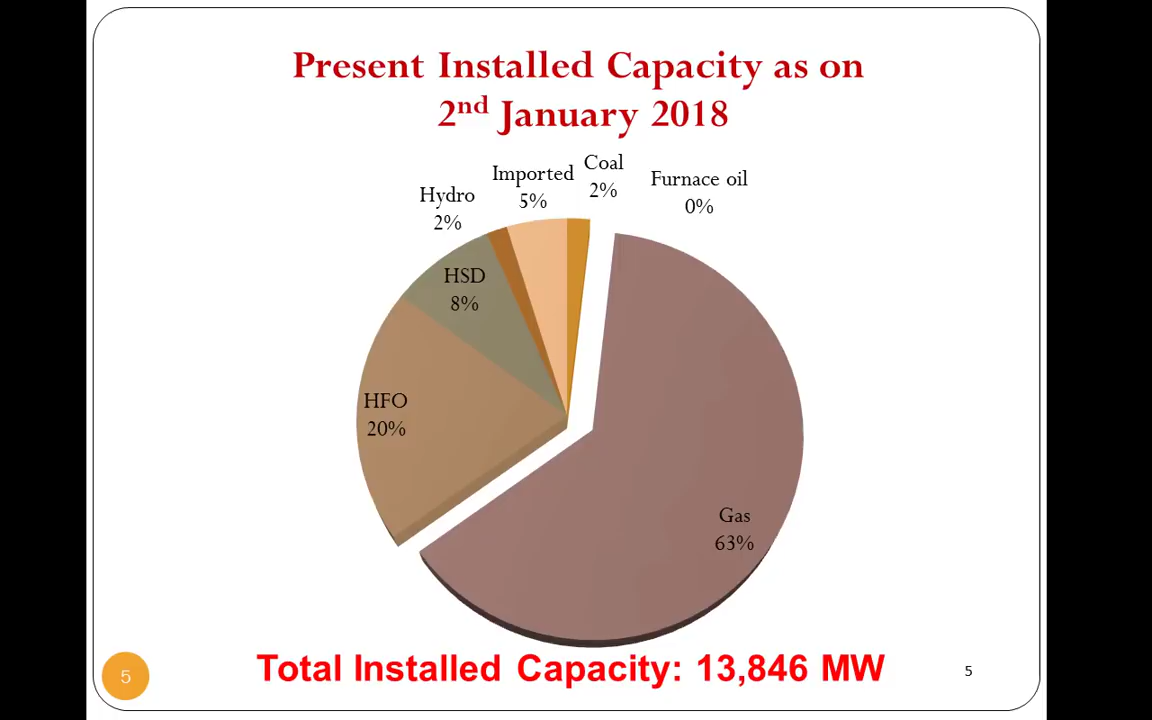 Present Installed Capacity as on
2nd January 2018
Coal
2%
Furnace oil
0%
Imported
5%
Hydro
2%
HSD
8%
HFO
20%
Gas
63%
Total Installed Capacity: 13,846 MW
5
5